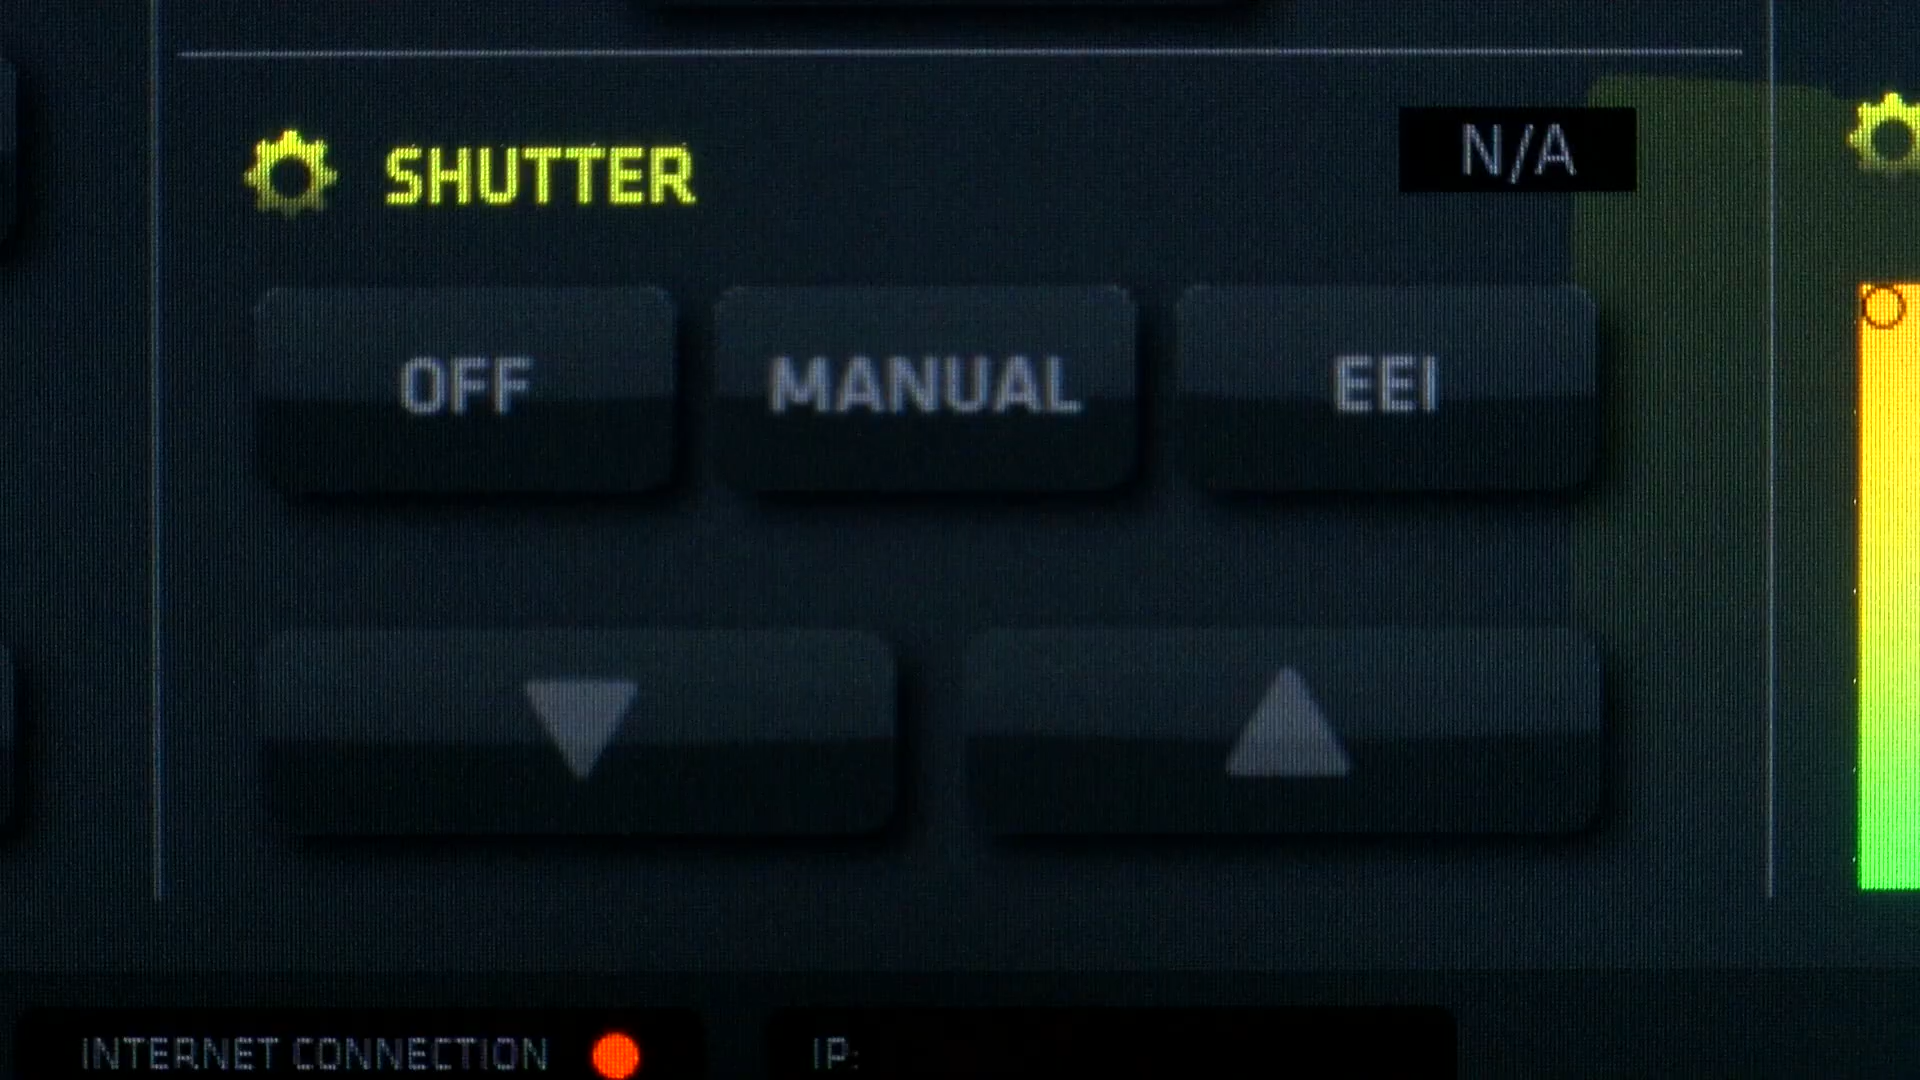 SHUTTER
N/A
OFF
MANUAL
EEI
INTERNET CONNECTION
IP: